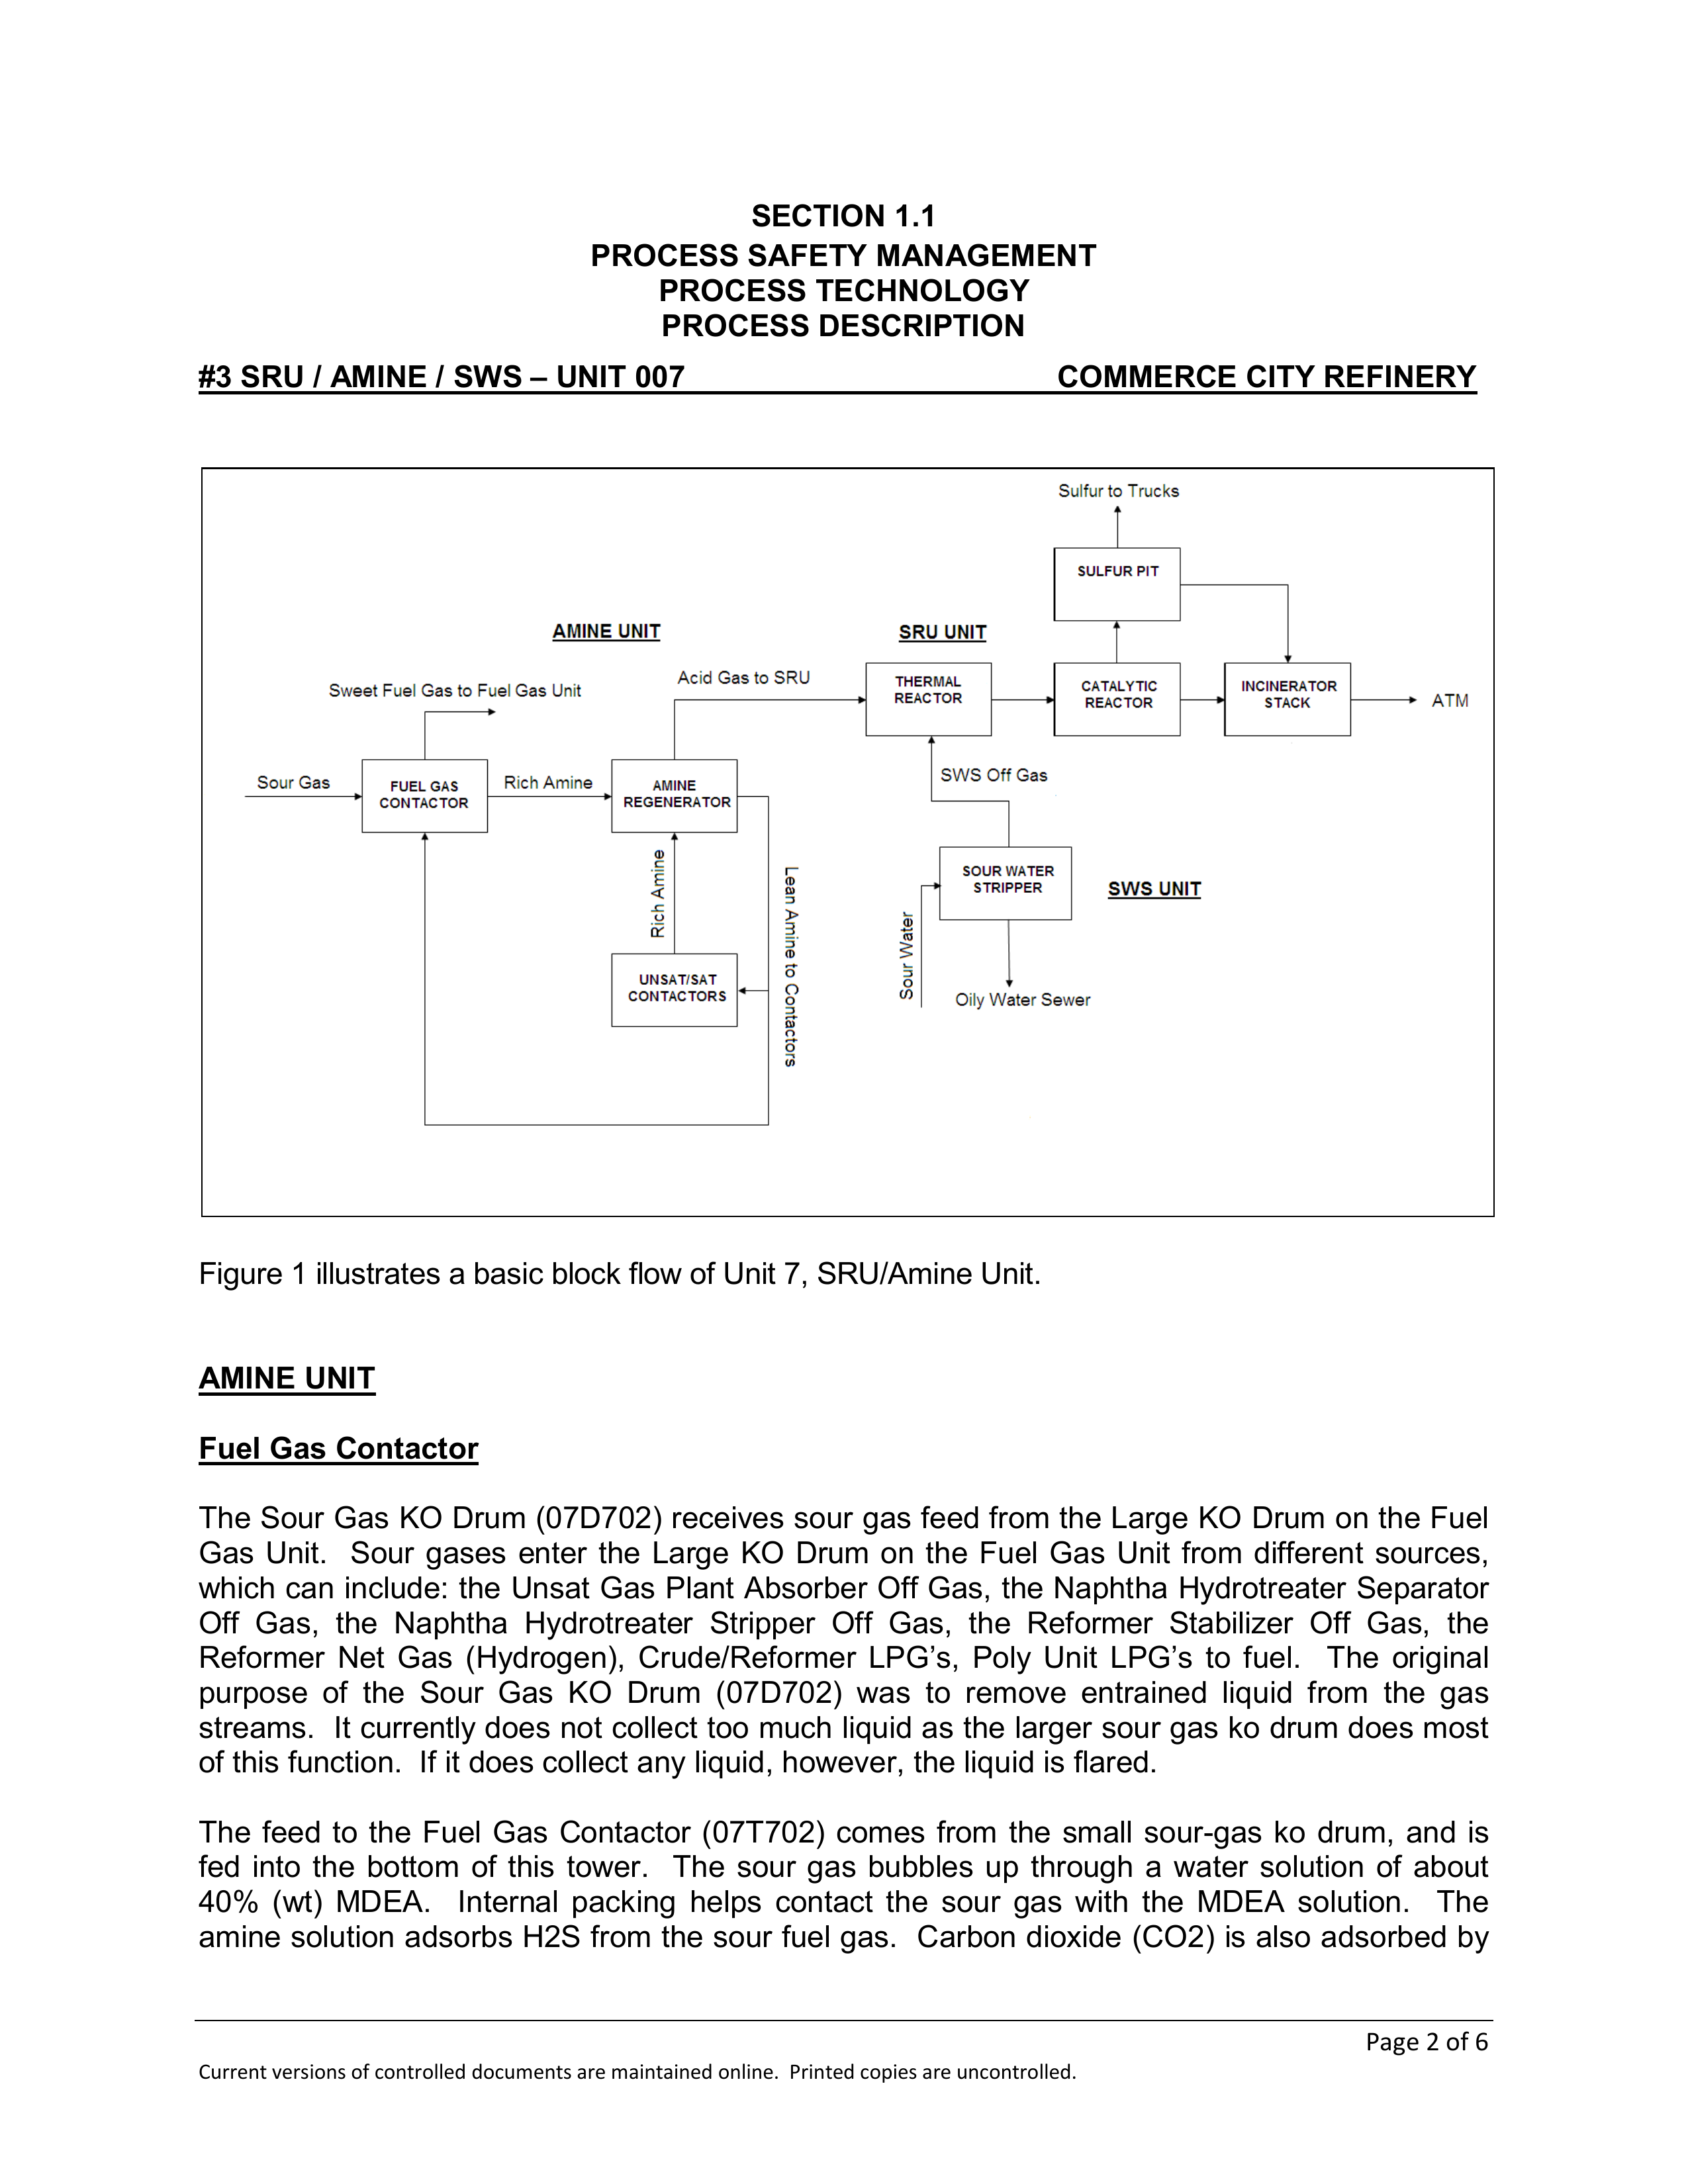 SECTION 1.1
PROCESS SAFETY MANAGEMENT
PROCESS TECHNOLOGY
PROCESS DESCRIPTION
#3 SRU / AMINE / SWS – UNIT 007 COMMERCE CITY REFINERY
Sulfur to Trucks
SULFUR PIT
AMINE UNIT
SRU UNIT
Sweet Fuel Gas to Fuel Gas Unit
Acid Gas to SRU
THERMAL
REACTOR
CATALYTIC
REACTOR
INCINERATOR
STACK
ATM
Sour Gas
FUEL GAS
CONTACTOR
Rich Amine
AMINE
REGENERATOR
SWS Off Gas
Rich Amine
Lean Amine to Contactors
SOUR WATER
STRIPPER
SWS UNIT
Sour Water
UNSAT/SAT
CONTACTORS
Oily Water Sewer
Figure 1 illustrates a basic block flow of Unit 7, SRU/Amine Unit.
AMINE UNIT
Fuel Gas Contactor
The Sour Gas KO Drum (07D702) receives sour gas feed from the Large KO Drum on the Fuel
Gas Unit. Sour gases enter the Large KO Drum on the Fuel Gas Unit from different sources,
which can include: the Unsat Gas Plant Absorber Off Gas, the Naphtha Hydrotreater Separator
Off Gas, the Naphtha Hydrotreater Stripper Off Gas, the Reformer Stabilizer Off Gas, the
Reformer Net Gas (Hydrogen), Crude/Reformer LPG’s, Poly Unit LPG’s to fuel. The original
purpose of the Sour Gas KO Drum (07D702) was to remove entrained liquid from the gas
streams. It currently does not collect too much liquid as the larger sour gas ko drum does most
of this function. If it does collect any liquid, however, the liquid is flared.
The feed to the Fuel Gas Contactor (07T702) comes from the small sour-gas ko drum, and is
fed into the bottom of this tower. The sour gas bubbles up through a water solution of about
40% (wt) MDEA. Internal packing helps contact the sour gas with the MDEA solution. The
amine solution adsorbs H2S from the sour fuel gas. Carbon dioxide (CO2) is also adsorbed by
Page 2 of 6
Current versions of controlled documents are maintained online. Printed copies are uncontrolled.